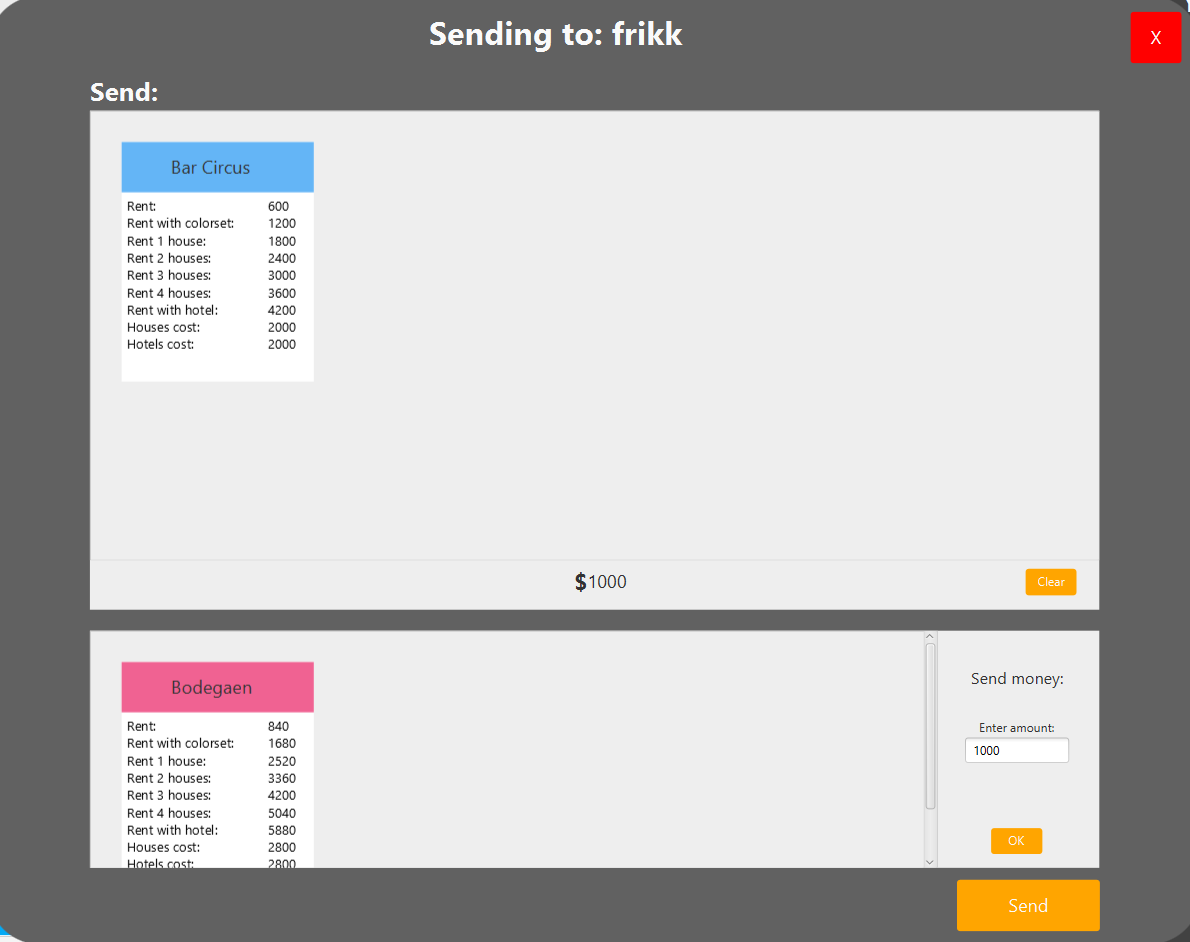 Sending to: frikk
X
Send:
Bar Circus
Rent: 600
Rent with colorset: 1200
Rent 1 house: 1800
Rent 2 houses: 2400
Rent 3 houses: 3000
Rent 4 houses: 3600
Rent with hotel: 4200
Houses cost: 2000
Hotels cost: 2000
$1000
Clear
Bodegaen
Rent: 840
Rent with colorset: 1680
Rent 1 house: 2520
Rent 2 houses: 3360
Rent 3 houses: 4200
Rent 4 houses: 5040
Rent with hotel: 5880
Houses cost: 2800
Hotels cost: 2800
Send money:
Enter amount:
1000
OK
Send